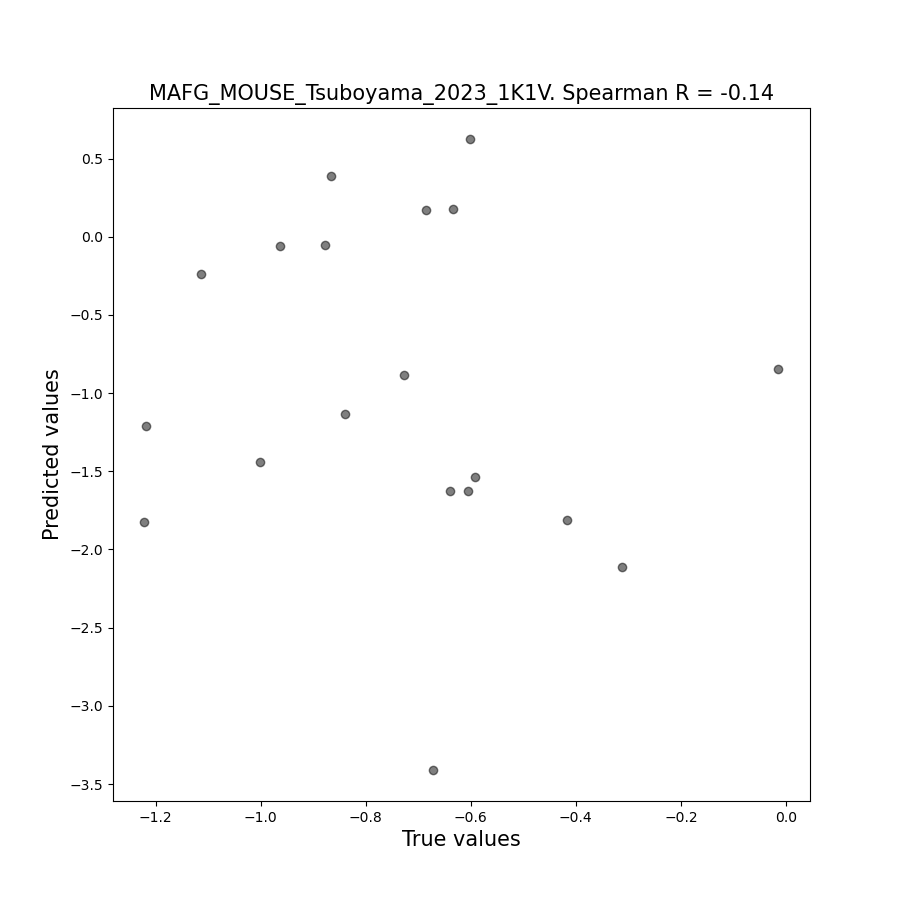 MAFG_MOUSE_Tsuboyama_2023_1K1V. Spearman R = -0.14
0.5
0.0
−0.5
−1.0
−1.5
−2.0
−2.5
−3.0
−3.5
Predicted values
−1.2 −1.0 −0.8 −0.6 −0.4 −0.2 0.0
True values